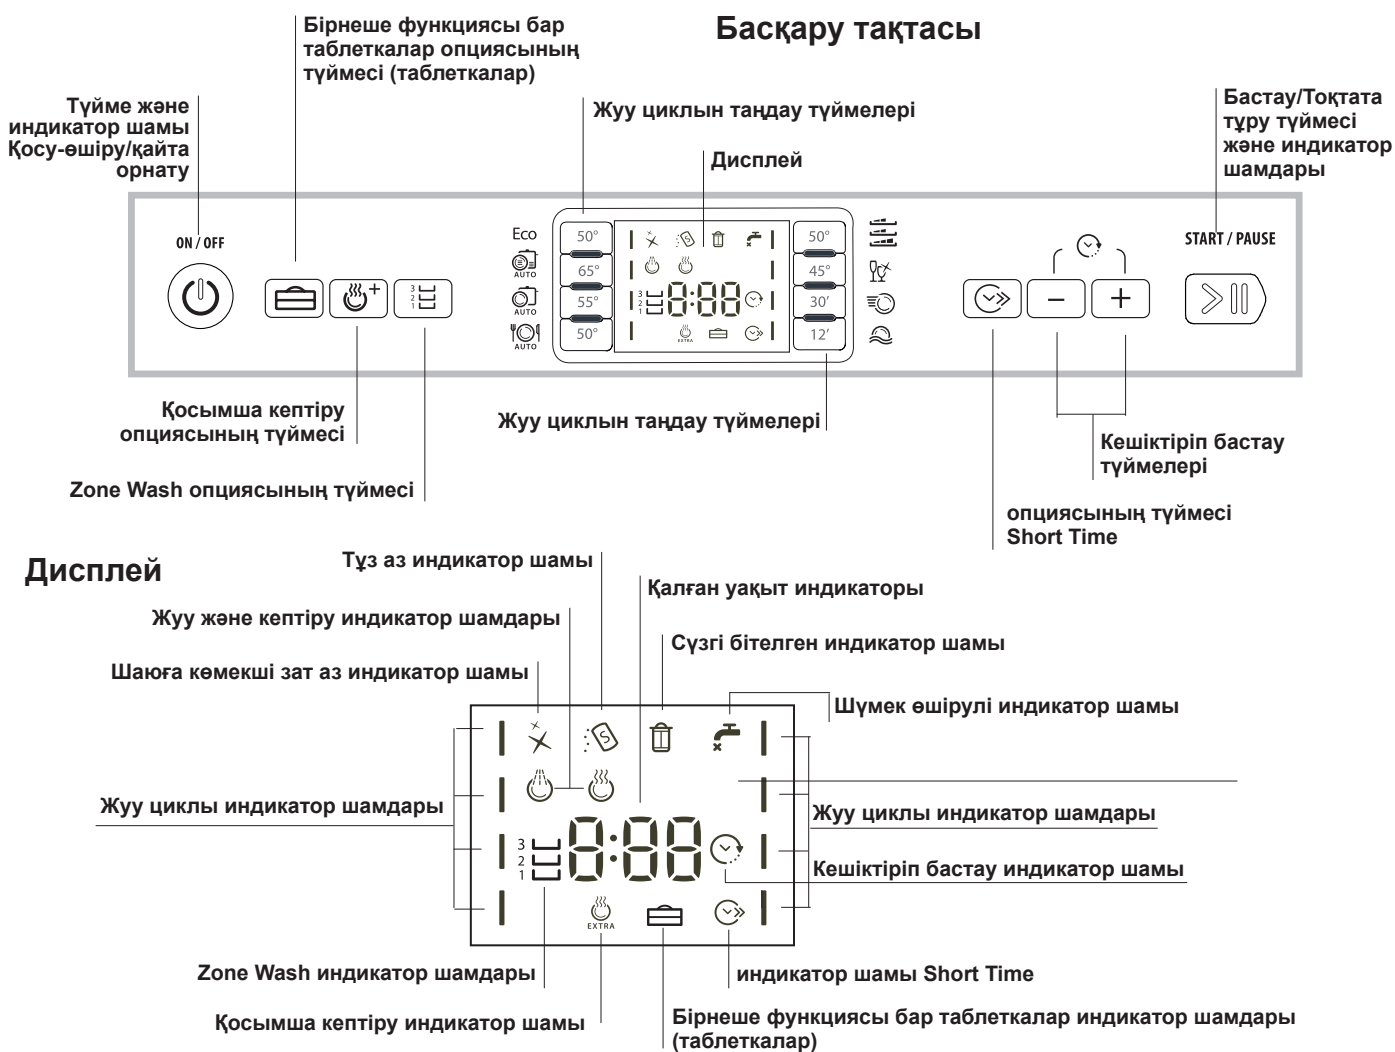 Басқару тақтасы
Бірнеше функциясы бар
таблеткалар опциясының
түймесі (таблеткалар)
Түйме және
индикатор шамы
Қосу-өшіру/қайта
орнату
Жуу циклын таңдау түймелері
Дисплей
Бастау/Тоқтата
тұру түймесі
және индикатор
шамдары
ON / OFF
Eco
AUTO
AUTO
AUTO
50°
65°
55°
50°
3
2
1
8:88
EXTRA
50°
45°
30′
12′
START / PAUSE
+
3
2
1
−
+
Қосымша кептіру
опциясының түймесі
Zone Wash опциясының түймесі
Жуу циклын таңдау түймелері
Кешіктіріп бастау
түймелері
опциясының түймесі
Short Time
Дисплей
Тұз аз индикатор шамы
Қалған уақыт индикаторы
Жуу және кептіру индикатор шамдары
Сүзгі бітелген индикатор шамы
Шаюға көмекші зат аз индикатор шамы
Шүмек өшірулі индикатор шамы
S
Жуу циклы индикатор шамдары
Жуу циклы индикатор шамдары
3
2
1
8:88
Кешіктіріп бастау индикатор шамы
EXTRA
Zone Wash индикатор шамдары
индикатор шамы Short Time
Қосымша кептіру индикатор шамы
Бірнеше функциясы бар таблеткалар индикатор шамдары
(таблеткалар)